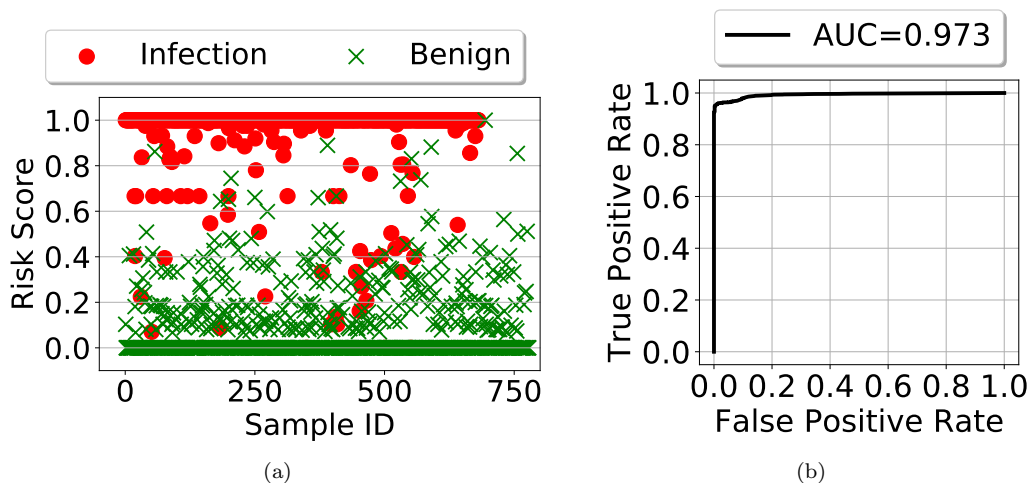 Infection
Benign
1.0
0.8
0.6
0.4
0.2
0.0
Risk Score
0
250
500
750
Sample ID
(a)
AUC=0.973
1.0
0.8
0.6
0.4
0.2
0.0
True Positive Rate
0.0 0.2 0.4 0.6 0.8 1.0
False Positive Rate
(b)